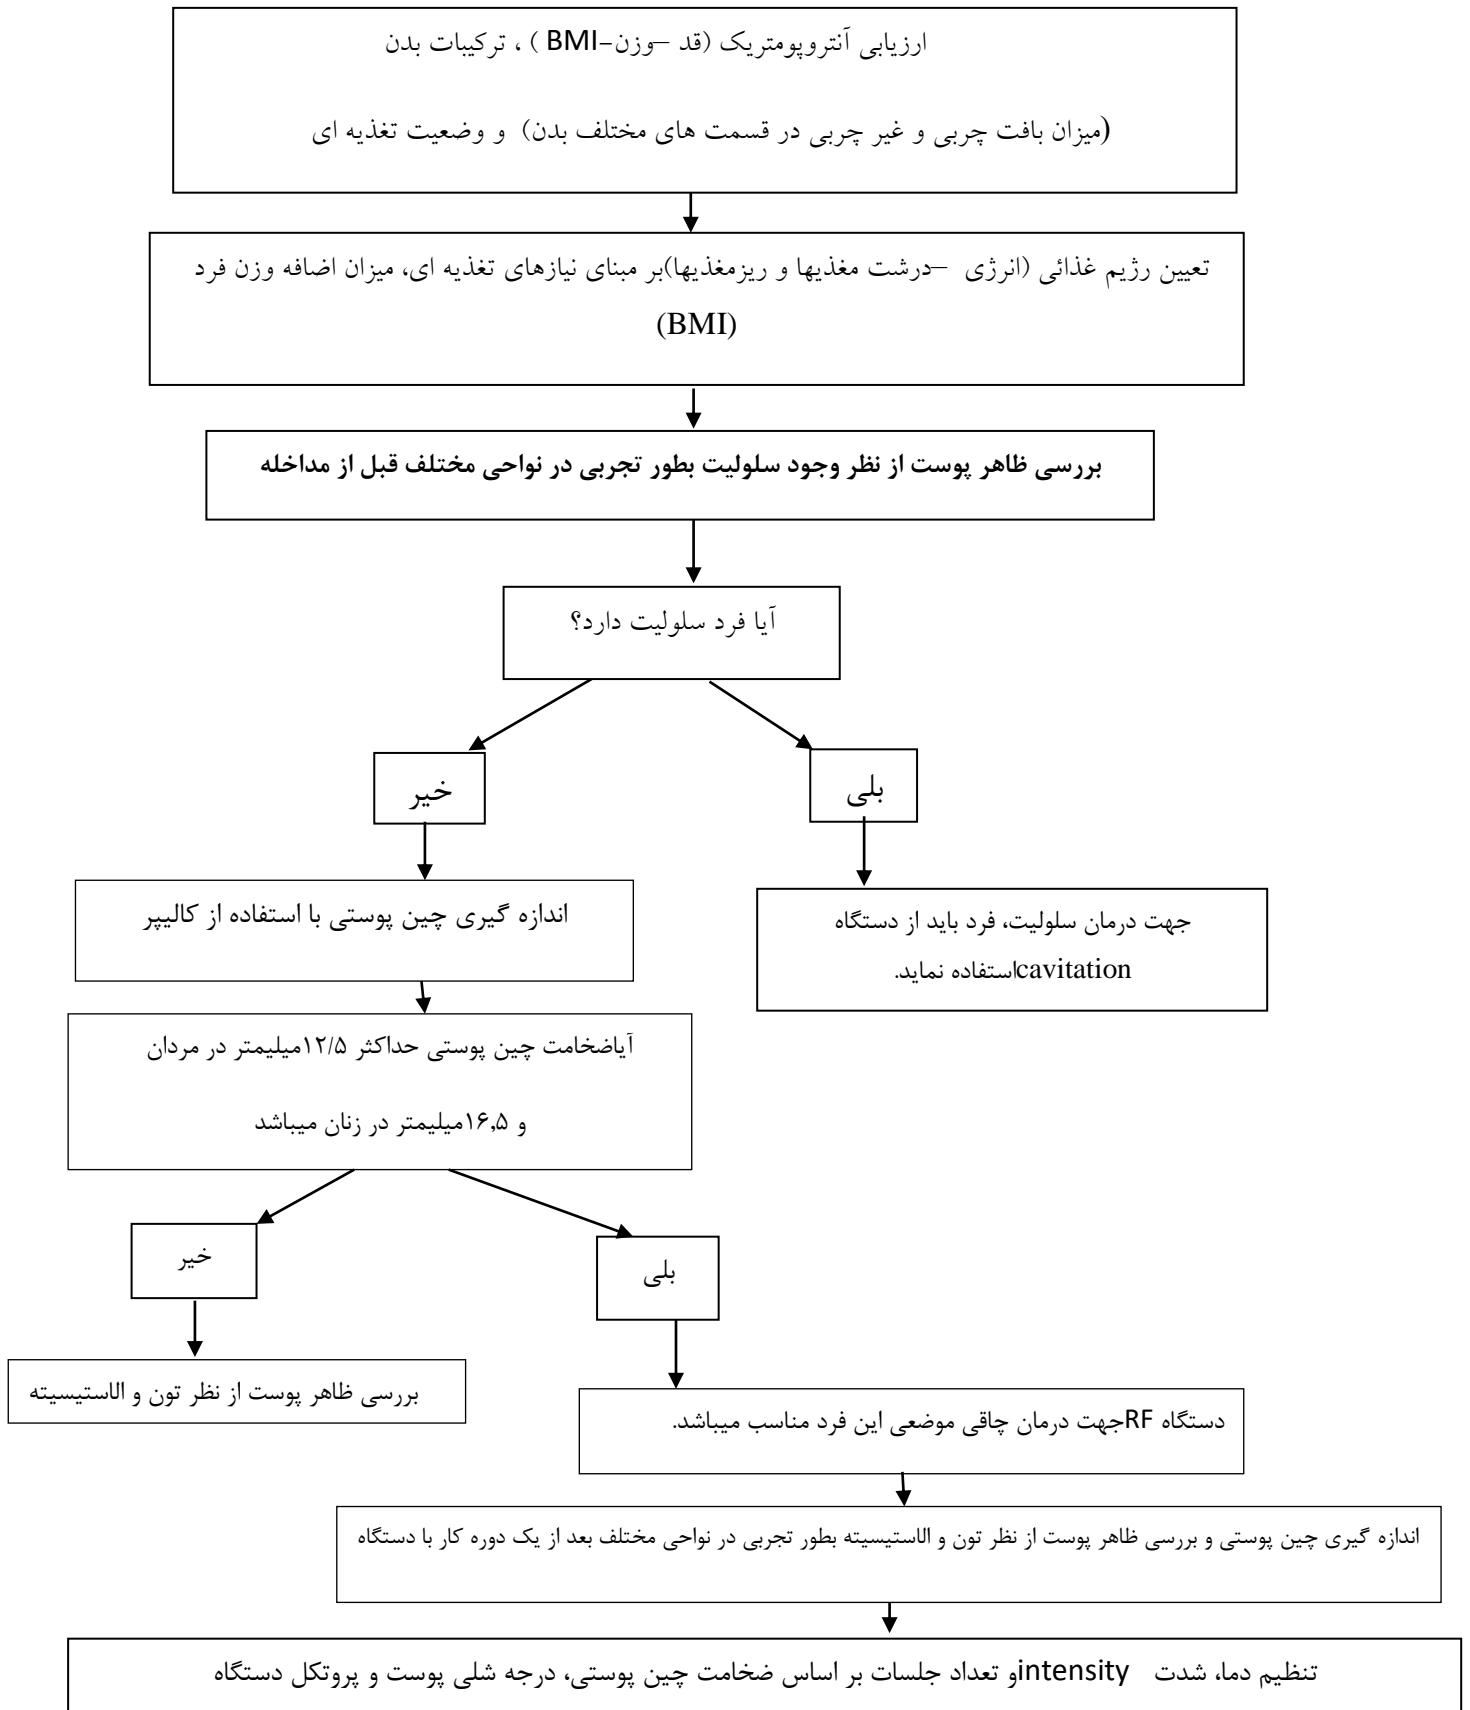 ارزیابی آنتروپومتریک (قد –وزن-BMI ) ، ترکیبات بدن
(میزان بافت چربی و غیر چربی در قسمت های مختلف بدن) و وضعیت تغذیه ای
تعیین رژیم غذائی (انرژی –درشت مغذیها و ریزمغذیها)بر مبنای نیازهای تغذیه ای، میزان اضافه وزن فرد
(BMI)
بررسی ظاهر پوست از نظر وجود سلولیت بطور تجربی در نواحی مختلف قبل از مداخله
آیا فرد سلولیت دارد؟
بلی
خیر
جهت درمان سلولیت، فرد باید از دستگاه
cavitationاستفاده نماید.
اندازه گیری چین پوستی با استفاده از کالیپر
آیاضخامت چین پوستی حداکثر ۱۲/۵میلیمتر در مردان
و ۱۶,۵میلیمتر در زنان میباشد
بلی
خیر
بررسی ظاهر پوست از نظر تون و الاستیسیته
دستگاه RFجهت درمان چاقی موضعی این فرد مناسب میباشد.
اندازه گیری چین پوستی و بررسی ظاهر پوست از نظر تون و الاستیسیته بطور تجربی در نواحی مختلف بعد از یک دوره کار با دستگاه
تنظیم دما، شدت intensityو تعداد جلسات بر اساس ضخامت چین پوستی، درجه شلی پوست و پروتکل دستگاه